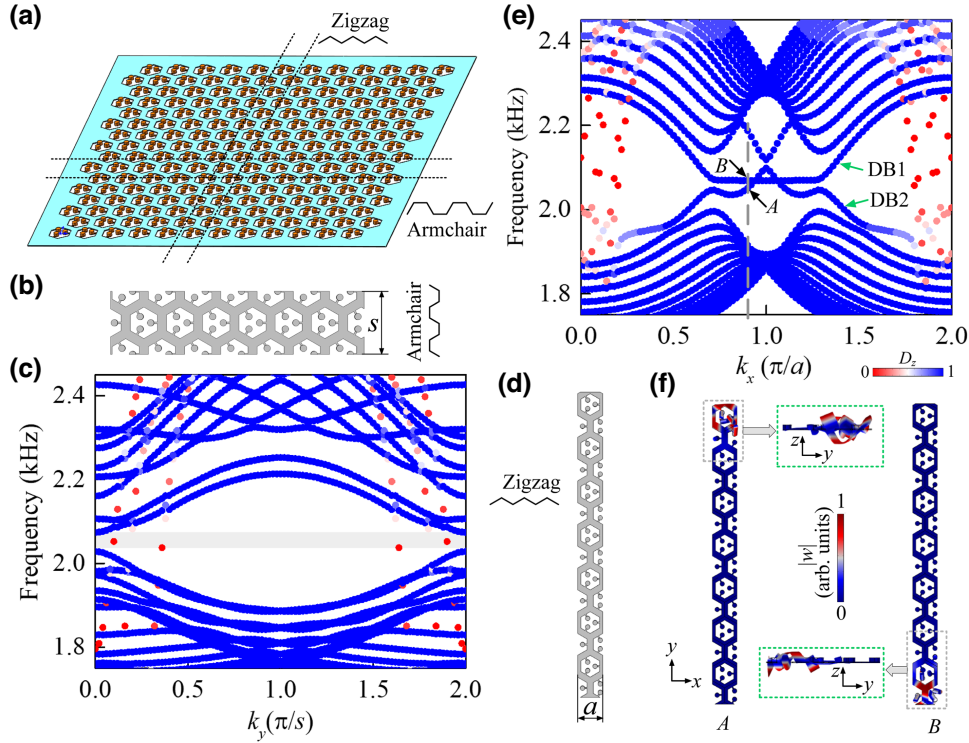 (a)
Zigzag
Armchair
(b)
s
Armchair
(c)
Frequency (kHz)
2.4
2.2
2.0
1.8
0.0 0.5 1.0 1.5 2.0
k_y(π/s)
(d)
Zigzag
a
(e)
Frequency (kHz)
2.4
2.2
2.0
1.8
B
A
DB1
DB2
0.0 0.5 1.0 1.5 2.0
k_x (π/a)
D_z
0 1
(f)
z
y
1
|w|
(arb. units)
0
y
x
z
y
A
B